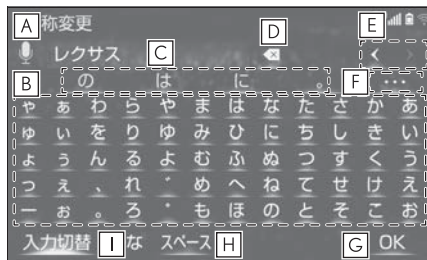 A 称変更 E
レクサス C D < >
の は に 。 F …
B
や ぁ わ ら や ま は な た さ か あ
ゅ ぃ を り ゆ み ひ に ち し き い
ょ ぅ ん る よ む ふ ぬ つ す く う
っ ぇ 、 れ ゛ め へ ね て せ け え
ー ぉ 。 ろ ゜ も ほ の と そ こ お
入力切替 I な スペース H G OK